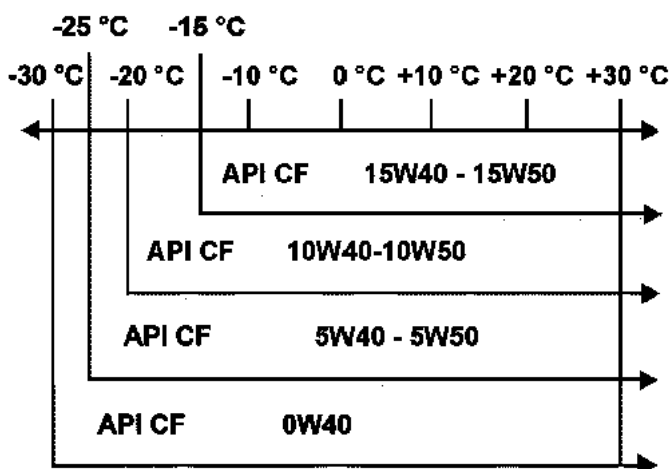 -25 °C -15 °C
-30 °C -20 °C -10 °C 0 °C +10 °C +20 °C +30 °C
API CF 15W40 - 15W50
API CF 10W40-10W50
API CF 5W40 - 5W50
API CF 0W40